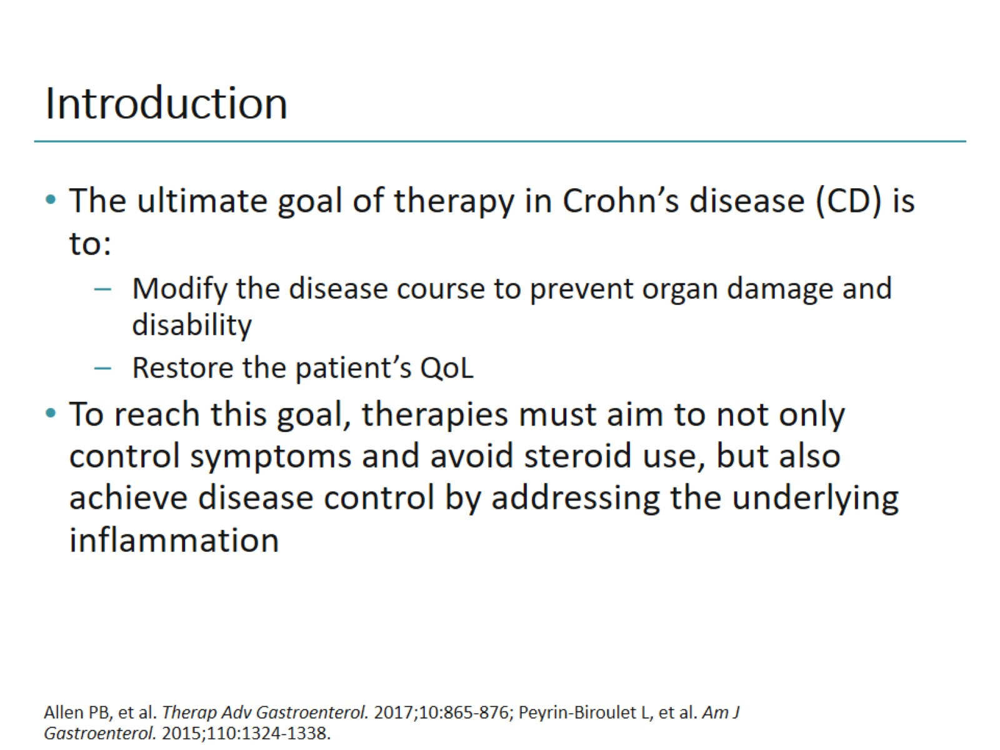 Introduction
• The ultimate goal of therapy in Crohn’s disease (CD) is
to:
– Modify the disease course to prevent organ damage and
disability
– Restore the patient’s QoL
• To reach this goal, therapies must aim to not only
control symptoms and avoid steroid use, but also
achieve disease control by addressing the underlying
inflammation
Allen PB, et al. Therap Adv Gastroenterol. 2017;10:865-876; Peyrin-Biroulet L, et al. Am J
Gastroenterol. 2015;110:1324-1338.